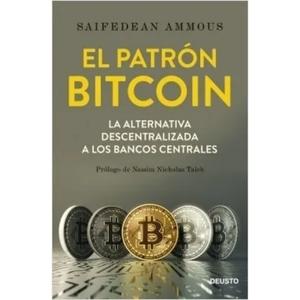 SAIFEDEAN AMMOUS
EL PATRÓN
BITCOIN
LA ALTERNATIVA
DESCENTRALIZADA
A LOS BANCOS CENTRALES
Prólogo de Nassim Nicholas Taleb
DEUSTO